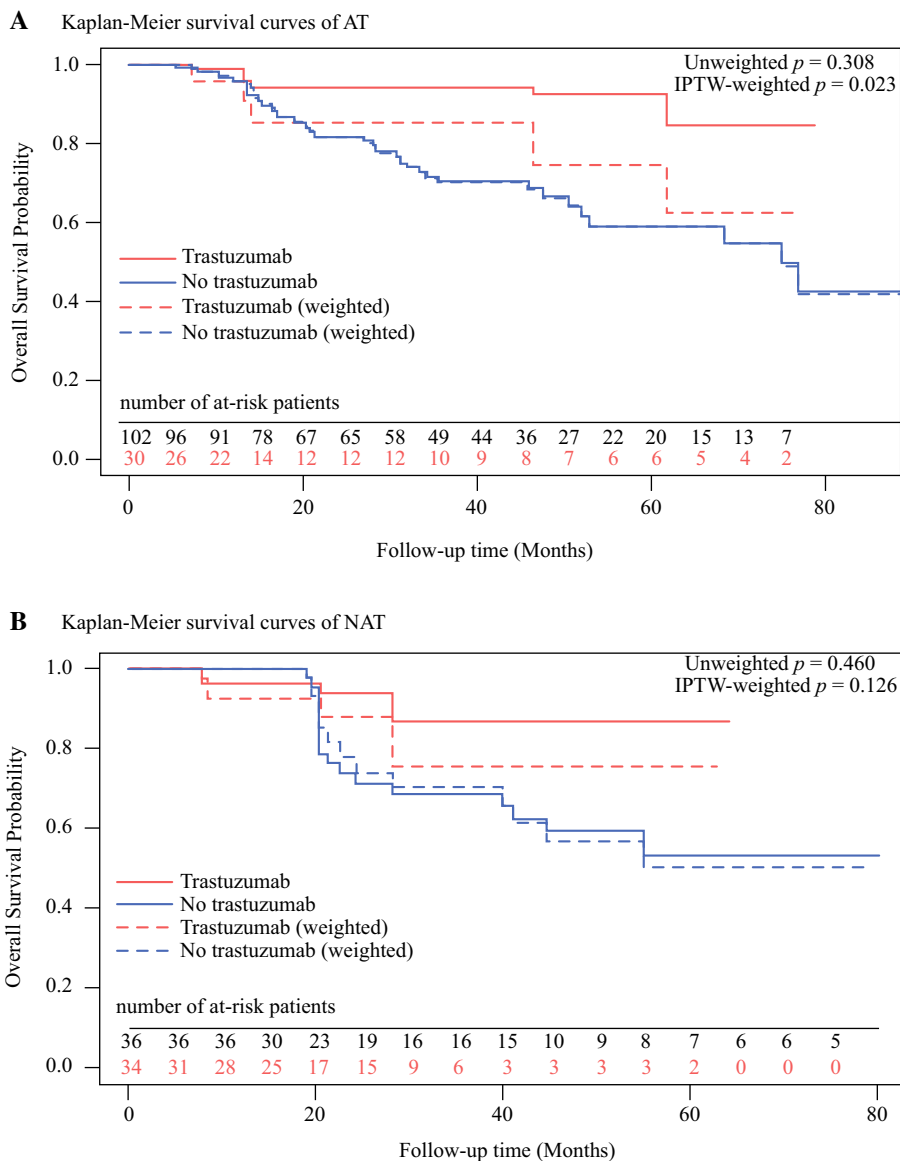 A Kaplan-Meier survival curves of AT
Unweighted p = 0.308
IPTW-weighted p = 0.023
Overall Survival Probability
1.0
0.8
0.6
0.4
0.2
0.0
Trastuzumab
No trastuzumab
Trastuzumab (weighted)
No trastuzumab (weighted)
number of at-risk patients
102 96 91 78 67 65 58 49 44 36 27 22 20 15 13 7
30 26 22 14 12 12 12 10 9 8 7 6 6 5 4 2
0 20 40 60 80
Follow-up time (Months)
B Kaplan-Meier survival curves of NAT
Unweighted p = 0.460
IPTW-weighted p = 0.126
Overall Survival Probability
1.0
0.8
0.6
0.4
0.2
0.0
Trastuzumab
No trastuzumab
Trastuzumab (weighted)
No trastuzumab (weighted)
number of at-risk patients
36 36 36 30 23 19 16 16 15 10 9 8 7 6 6 5
34 31 28 25 17 15 9 6 3 3 3 3 2 0 0 0
0 20 40 60 80
Follow-up time (Months)